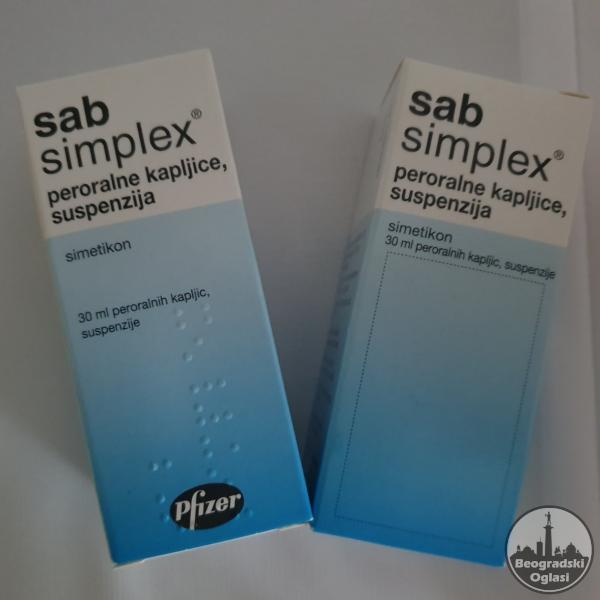 sab
simplex®
peroralne kapljice,
suspenzija
simetikon
30 ml peroralnih kapljic,
suspenzije
Pfizer
sab
simplex®
peroralne kapljice,
suspenzija
simetikon
30 ml peroralnih kapljic, suspenzije
Beogradski
Oglasi